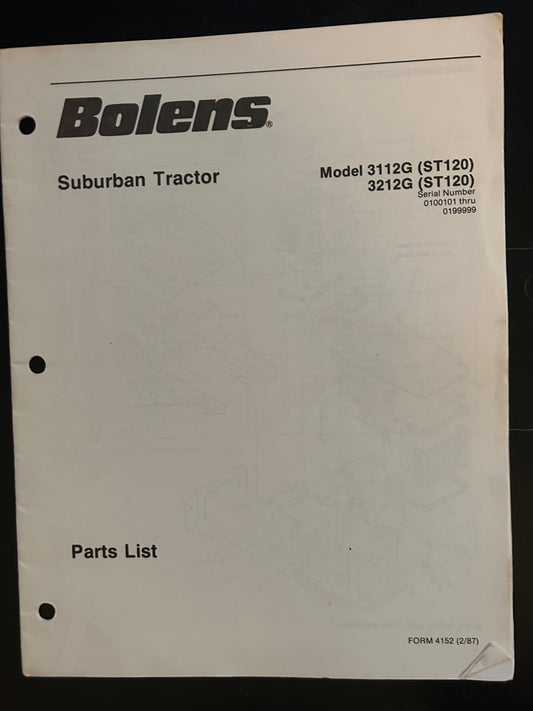 Bolens®
Suburban Tractor
Model 3112G (ST120)
3212G (ST120)
Serial Number
0100101 thru
0199999
Parts List
FORM 4152 (2/87)